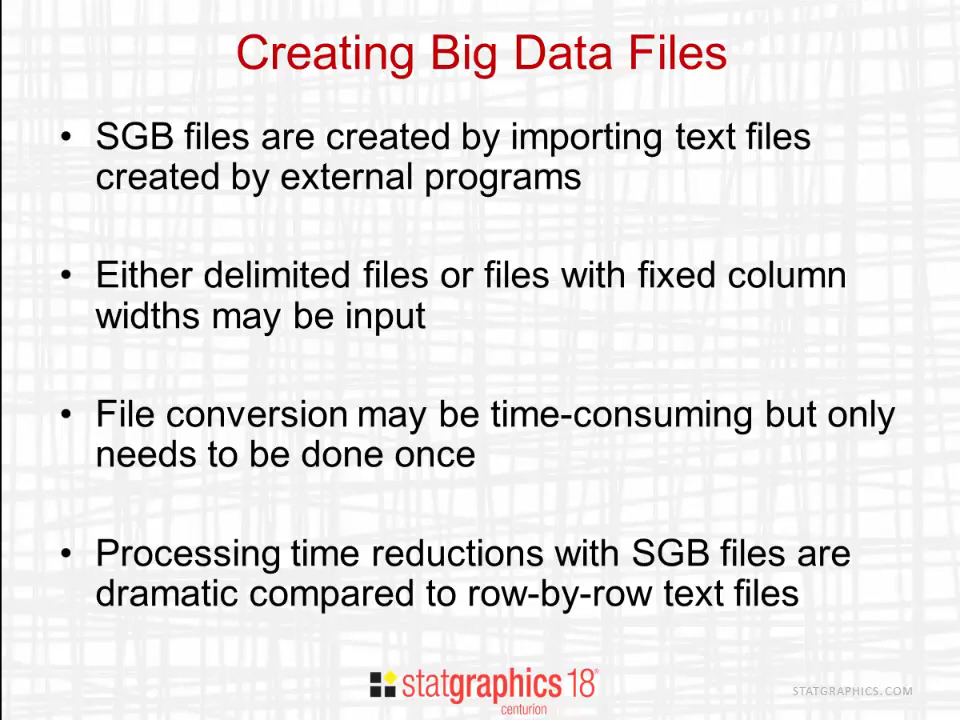 Creating Big Data Files
• SGB files are created by importing text files
created by external programs
• Either delimited files or files with fixed column
widths may be input
• File conversion may be time-consuming but only
needs to be done once
• Processing time reductions with SGB files are
dramatic compared to row-by-row text files
statgraphics 18®
centurion
STATGRAPHICS.COM